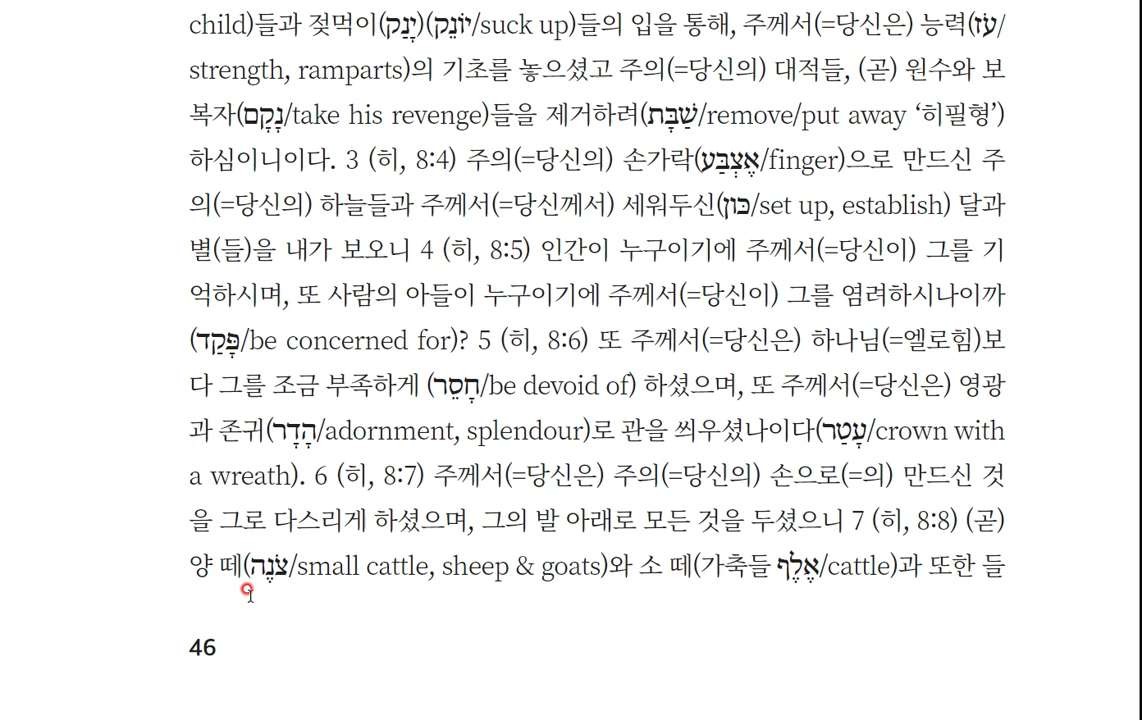 child)들과 젖먹이(יָנַק)(יוֹנֵק/suck up)들의 입을 통해, 주께서(=당신은) 능력(עֹז/
strength, ramparts)의 기초를 놓으셨고 주의(=당신의) 대적들, (곧) 원수와 보
복자(נָקָם/take his revenge)들을 제거하려(שַׁבָּת/remove/put away ‘히필형’)
하심이니이다. 3 (히, 8:4) 주의(=당신의) 손가락(אֶצְבַּע/finger)으로 만드신 주
의(=당신의) 하늘들과 주께서(=당신께서) 세워두신(כּוּן/set up, establish) 달과
별(들)을 내가 보오니 4 (히, 8:5) 인간이 누구이기에 주께서(=당신이) 그를 기
억하시며, 또 사람의 아들이 누구이기에 주께서(=당신이) 그를 염려하시나이까
(פָּקַד/be concerned for)? 5 (히, 8:6) 또 주께서(=당신은) 하나님(=엘로힘)보
다 그를 조금 부족하게 (חָסֵר/be devoid of) 하셨으며, 또 주께서(=당신은) 영광
과 존귀(הָדָר/adornment, splendour)로 관을 씌우셨나이다(עָטַר/crown with
a wreath). 6 (히, 8:7) 주께서(=당신은) 주의(=당신의) 손으로(=의) 만드신 것
을 그로 다스리게 하셨으며, 그의 발 아래로 모든 것을 두셨으니 7 (히, 8:8) (곧)
양 떼(צֹנֶה/small cattle, sheep & goats)와 소 떼(가축들 אֶלֶף/cattle)과 또한 들
46